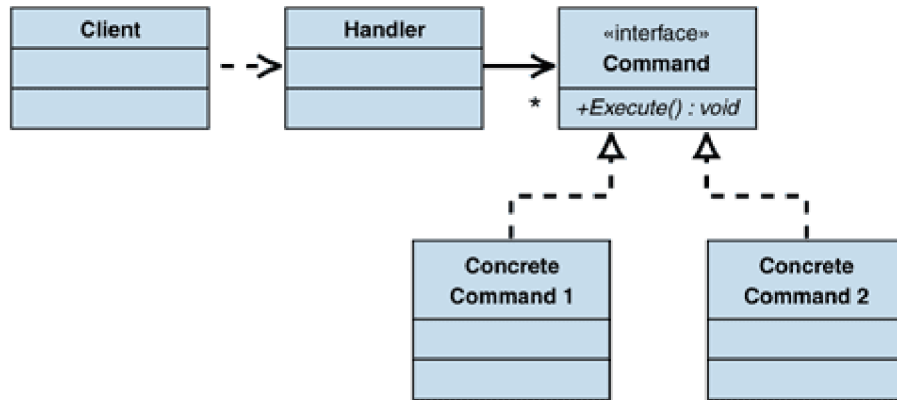 Client
Handler
«interface»
Command
* +Execute() : void
Concrete
Command 1
Concrete
Command 2